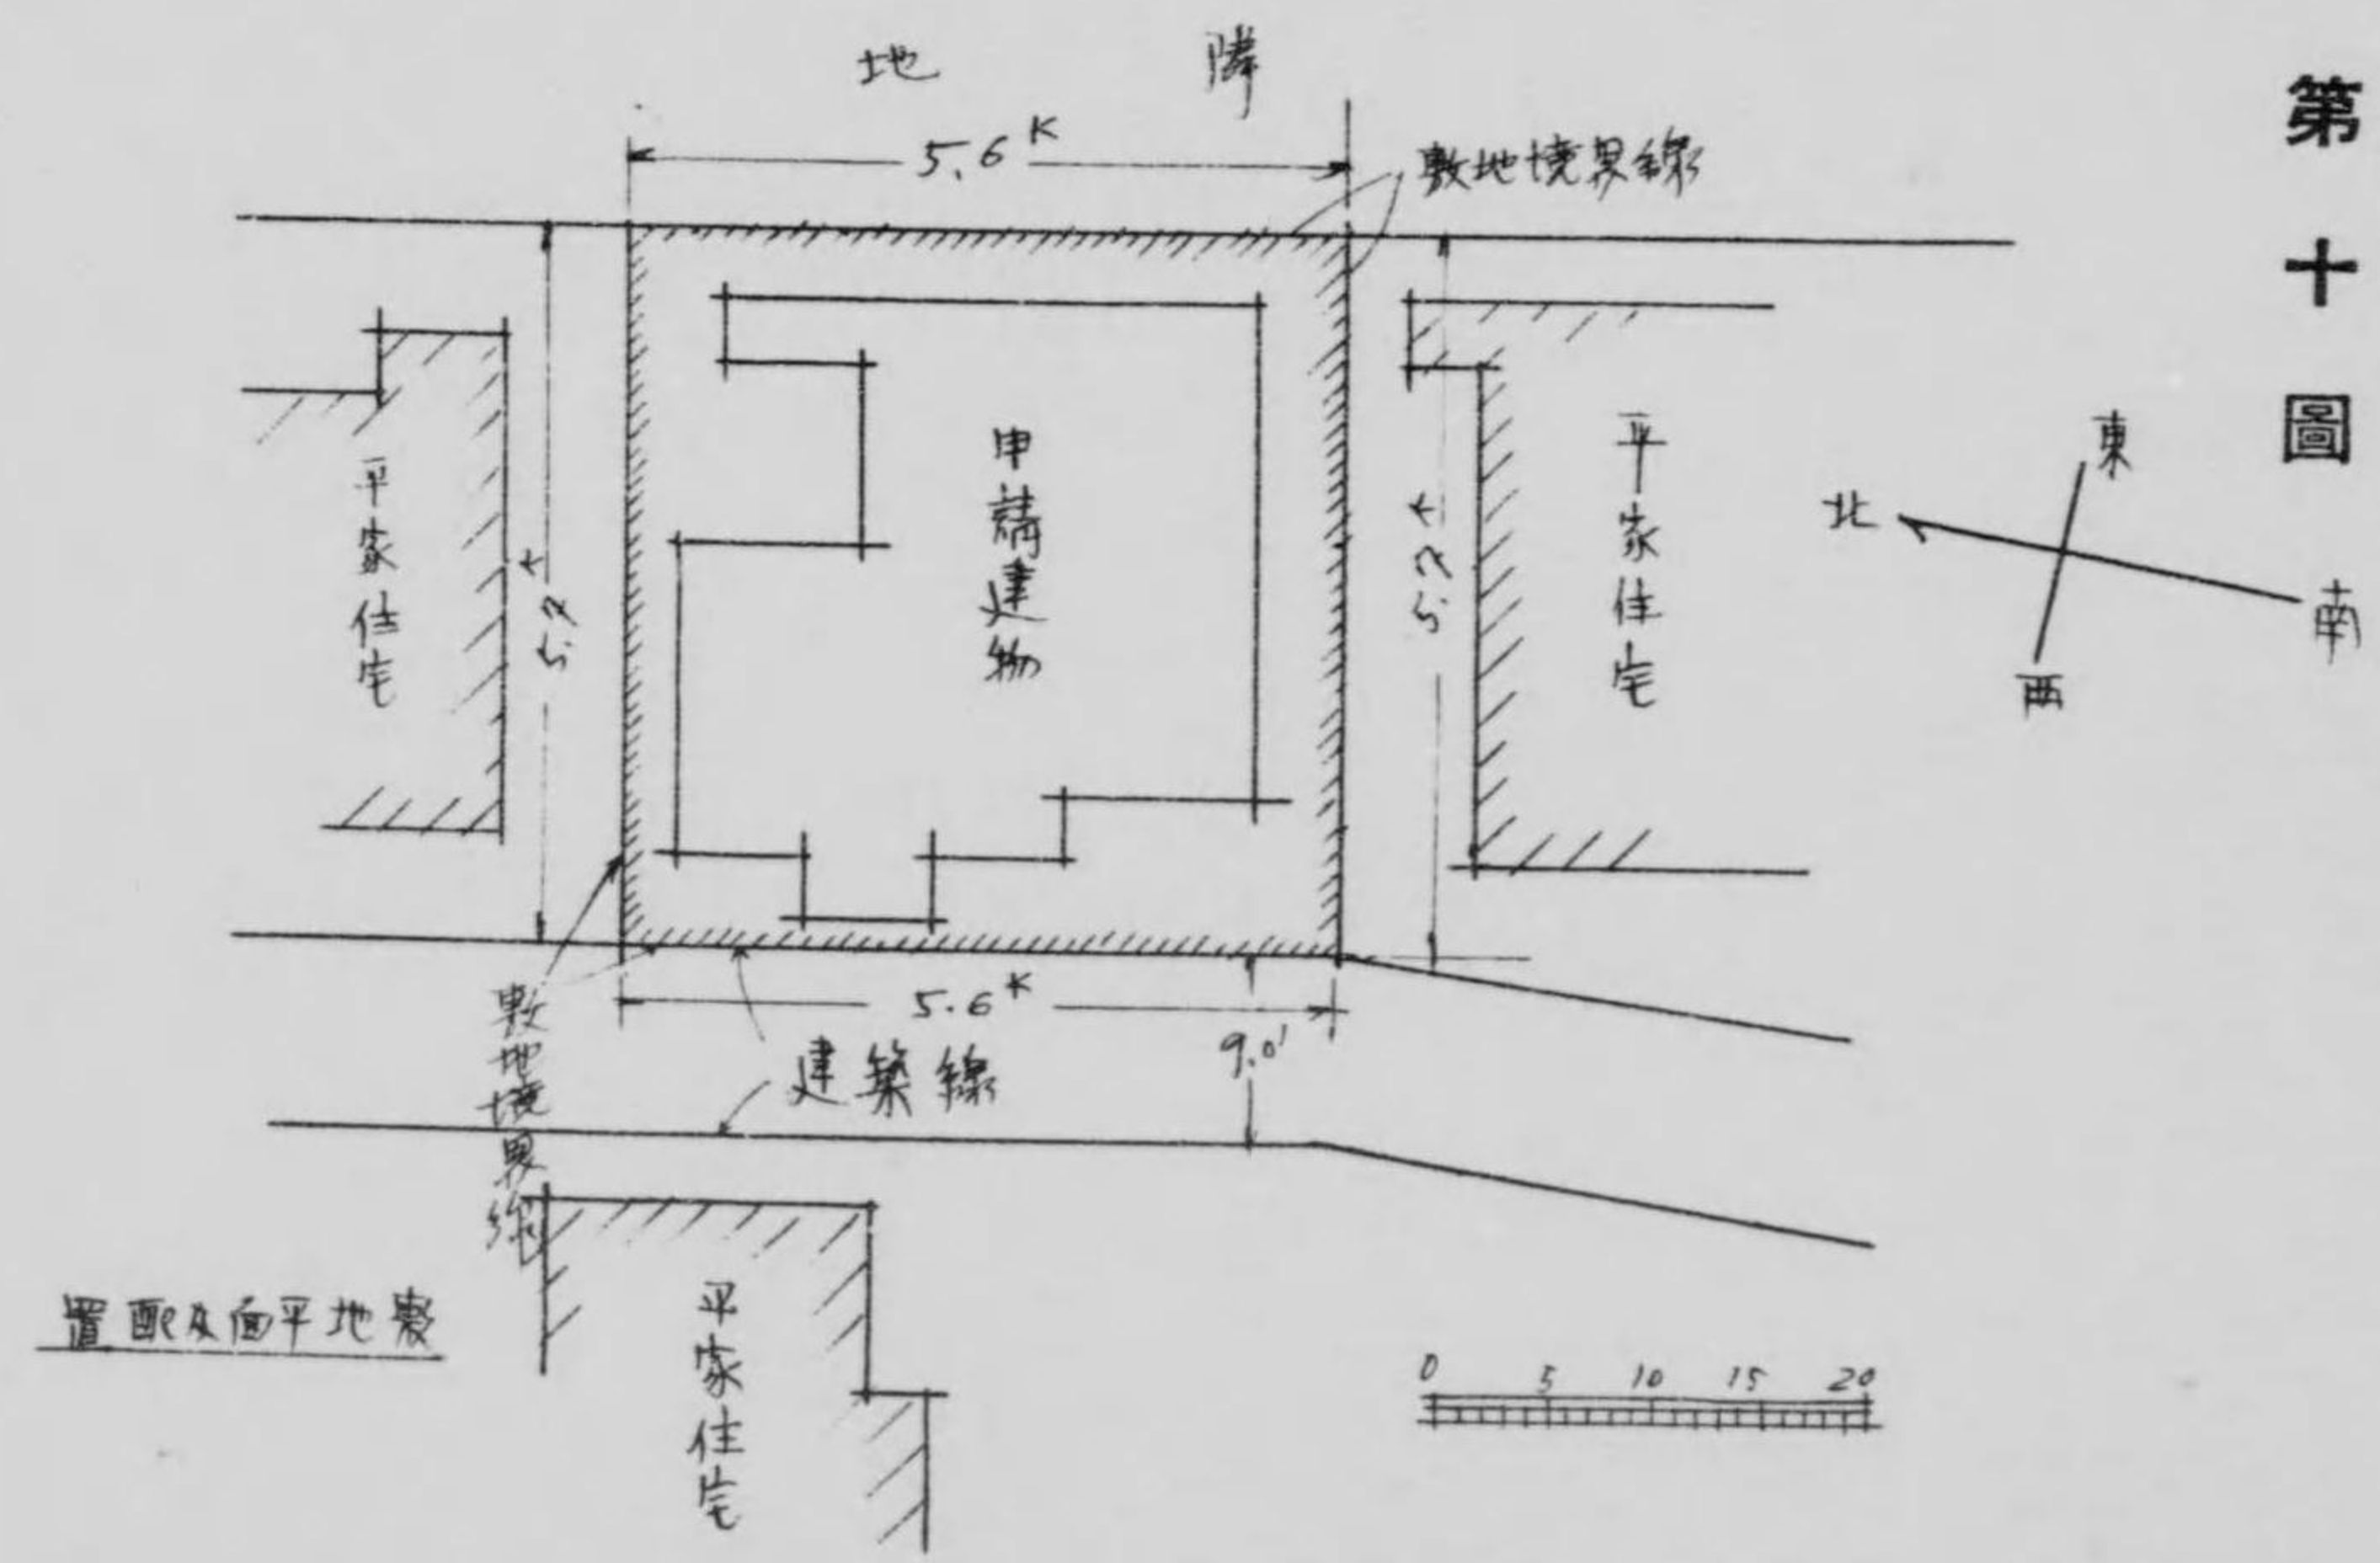 第十圖
隣地
5.6K
敷地境界線
平家住宅
申請建物
平家住宅
東
北
南
西
5.6K
9.0'
敷地境界線
建築線
敷地平面及配置
平家住宅
0 5 10 15 20